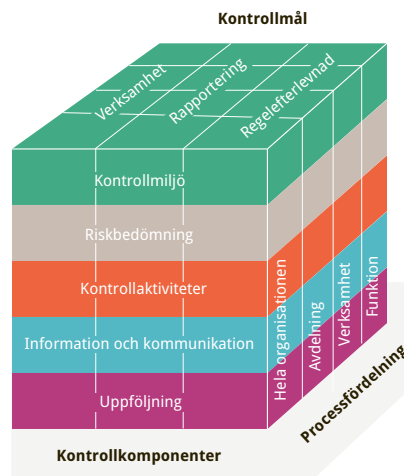 Kontrollmål
Verksamhet
Rapportering
Regelefterlevnad
Kontrollmiljö
Riskbedömning
Kontrollaktiviteter
Information och kommunikation
Uppföljning
Hela organisationen
Avdelning
Verksamhet
Funktion
Processfördelning
Kontrollkomponenter